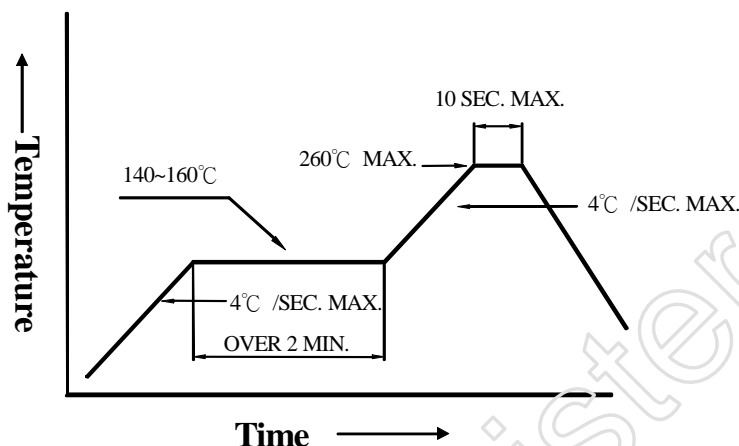 10 SEC. MAX.
260℃ MAX.
140~160℃
4℃ /SEC. MAX.
4℃ /SEC. MAX.
OVER 2 MIN.
Temperature
Time